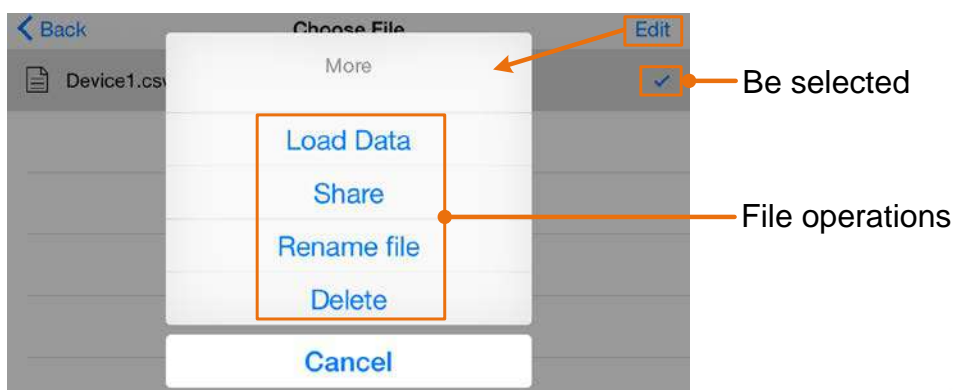 Back
Choose File
Edit
More
Device1.csv
Be selected
Load Data
Share
File operations
Rename file
Delete
Cancel